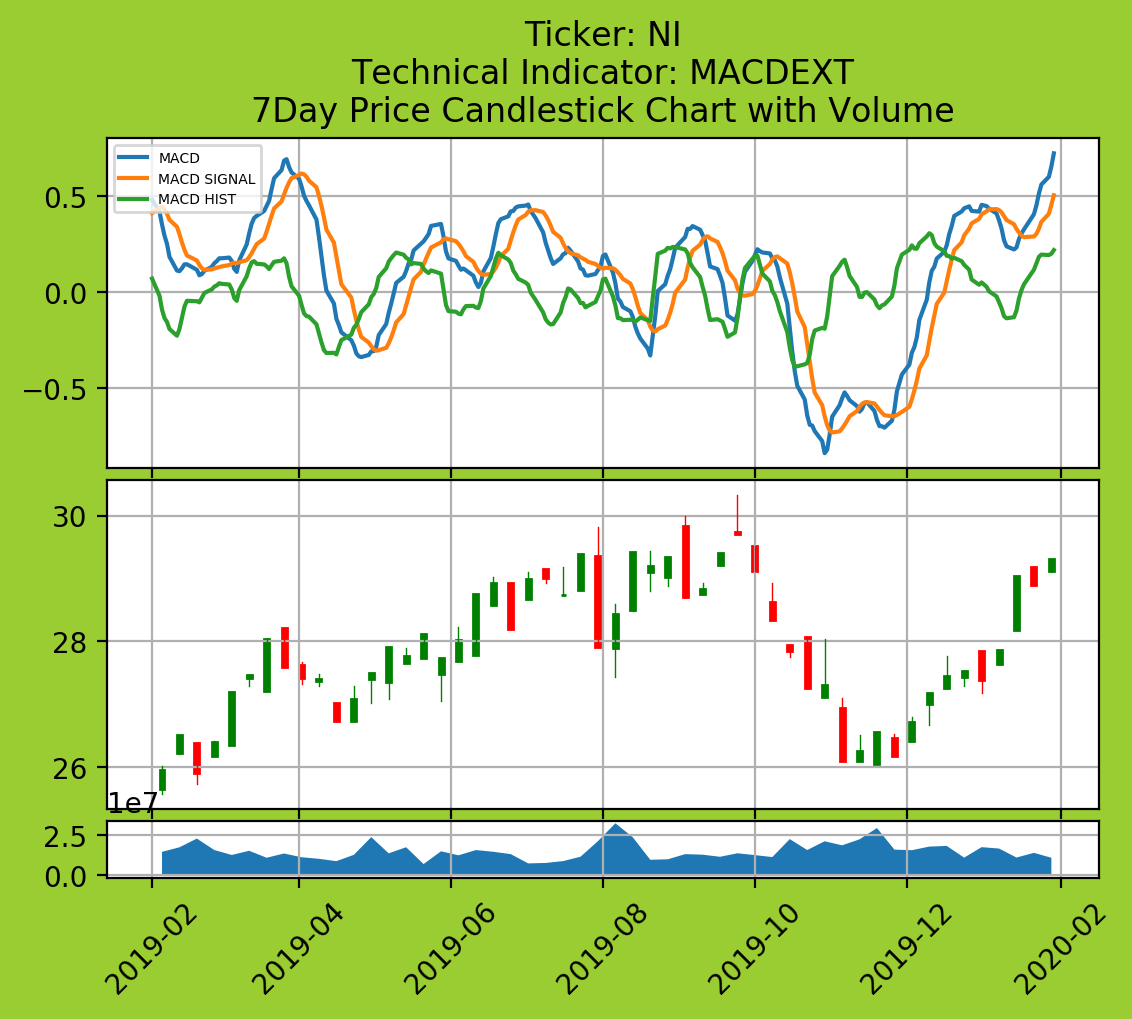 Ticker: NI
Technical Indicator: MACDEXT
7Day Price Candlestick Chart with Volume
MACD
MACD SIGNAL
MACD HIST
0.5
0.0
−0.5
30
28
26
1e7
2.5
0.0
2019-02
2019-04
2019-06
2019-08
2019-10
2019-12
2020-02